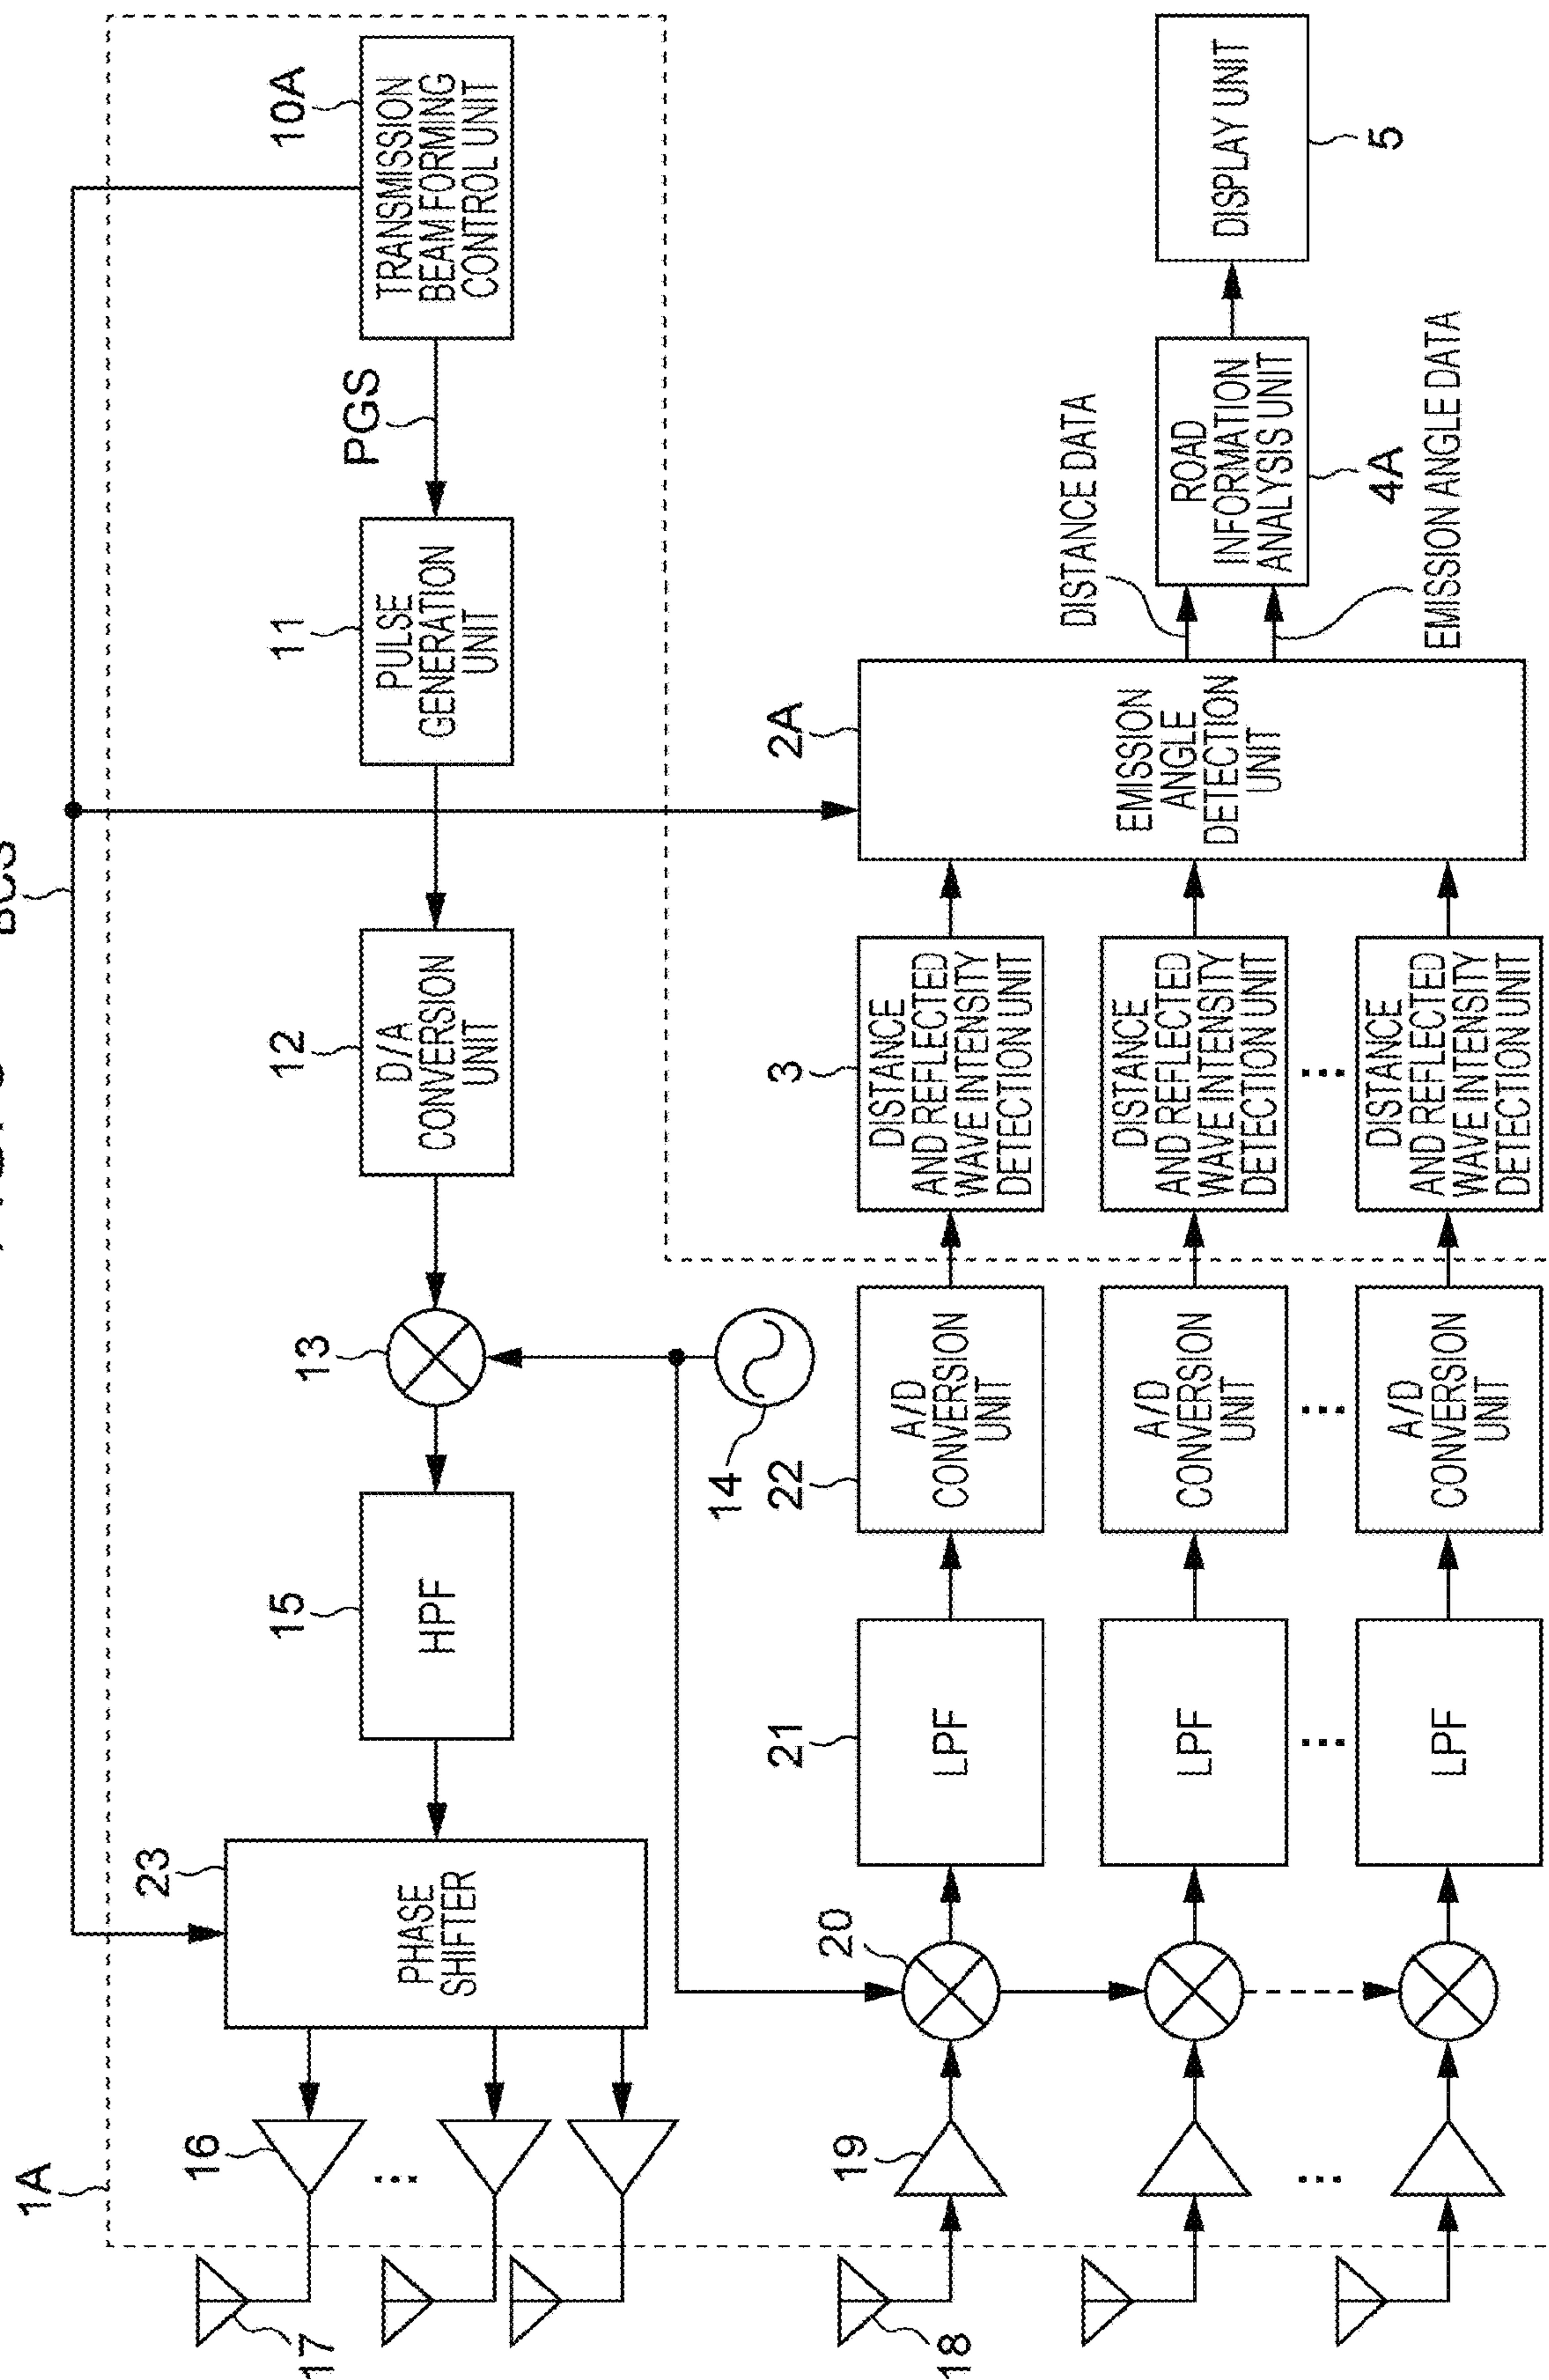 BCS
1A
23
16
17
15
13
12
11
10A
PGS
PHASE
SHIFTER
HPF
D/A
CONVERSION
UNIT
PULSE
GENERATION
UNIT
TRANSMISSION
BEAM FORMING
CONTROL UNIT
14
18
19
20
21
22
3
2A
LPF
A/D
CONVERSION
UNIT
DISTANCE
AND REFLECTED
WAVE INTENSITY
DETECTION UNIT
LPF
A/D
CONVERSION
UNIT
DISTANCE
AND REFLECTED
WAVE INTENSITY
DETECTION UNIT
EMISSION
ANGLE
DETECTION
UNIT
DISTANCE DATA
ROAD
INFORMATION
ANALYSIS UNIT
DISPLAY UNIT
4A
5
EMISSION ANGLE DATA
LPF
A/D
CONVERSION
UNIT
DISTANCE
AND REFLECTED
WAVE INTENSITY
DETECTION UNIT